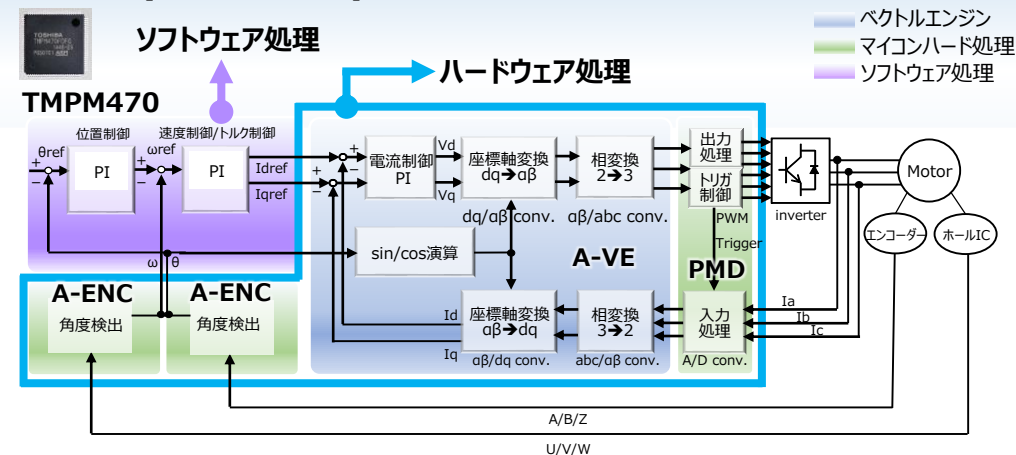 ベクトルエンジン
マイコンハード処理
ソフトウェア処理
TOSHIBA
ソフトウェア処理
ハードウェア処理
TMPM470
位置制御
速度制御/トルク制御
θref
+
−
PI
ωref
+
−
PI
Idref
Iqref
+
−
+
−
電流制御
PI
Vd
Vq
座標軸変換
dq→αβ
dq/αβ conv.
相変換
2→3
αβ/abc conv.
出力
処理
トリガ
制御
PWM
inverter
Motor
エンコーダー
ホールIC
sin/cos演算
A-VE
Trigger
PMD
ω
θ
A-ENC
角度検出
A-ENC
角度検出
Id
Iq
座標軸変換
αβ→dq
αβ/dq conv.
相変換
3→2
abc/αβ conv.
入力
処理
A/D conv.
Ia
Ib
Ic
A/B/Z
U/V/W